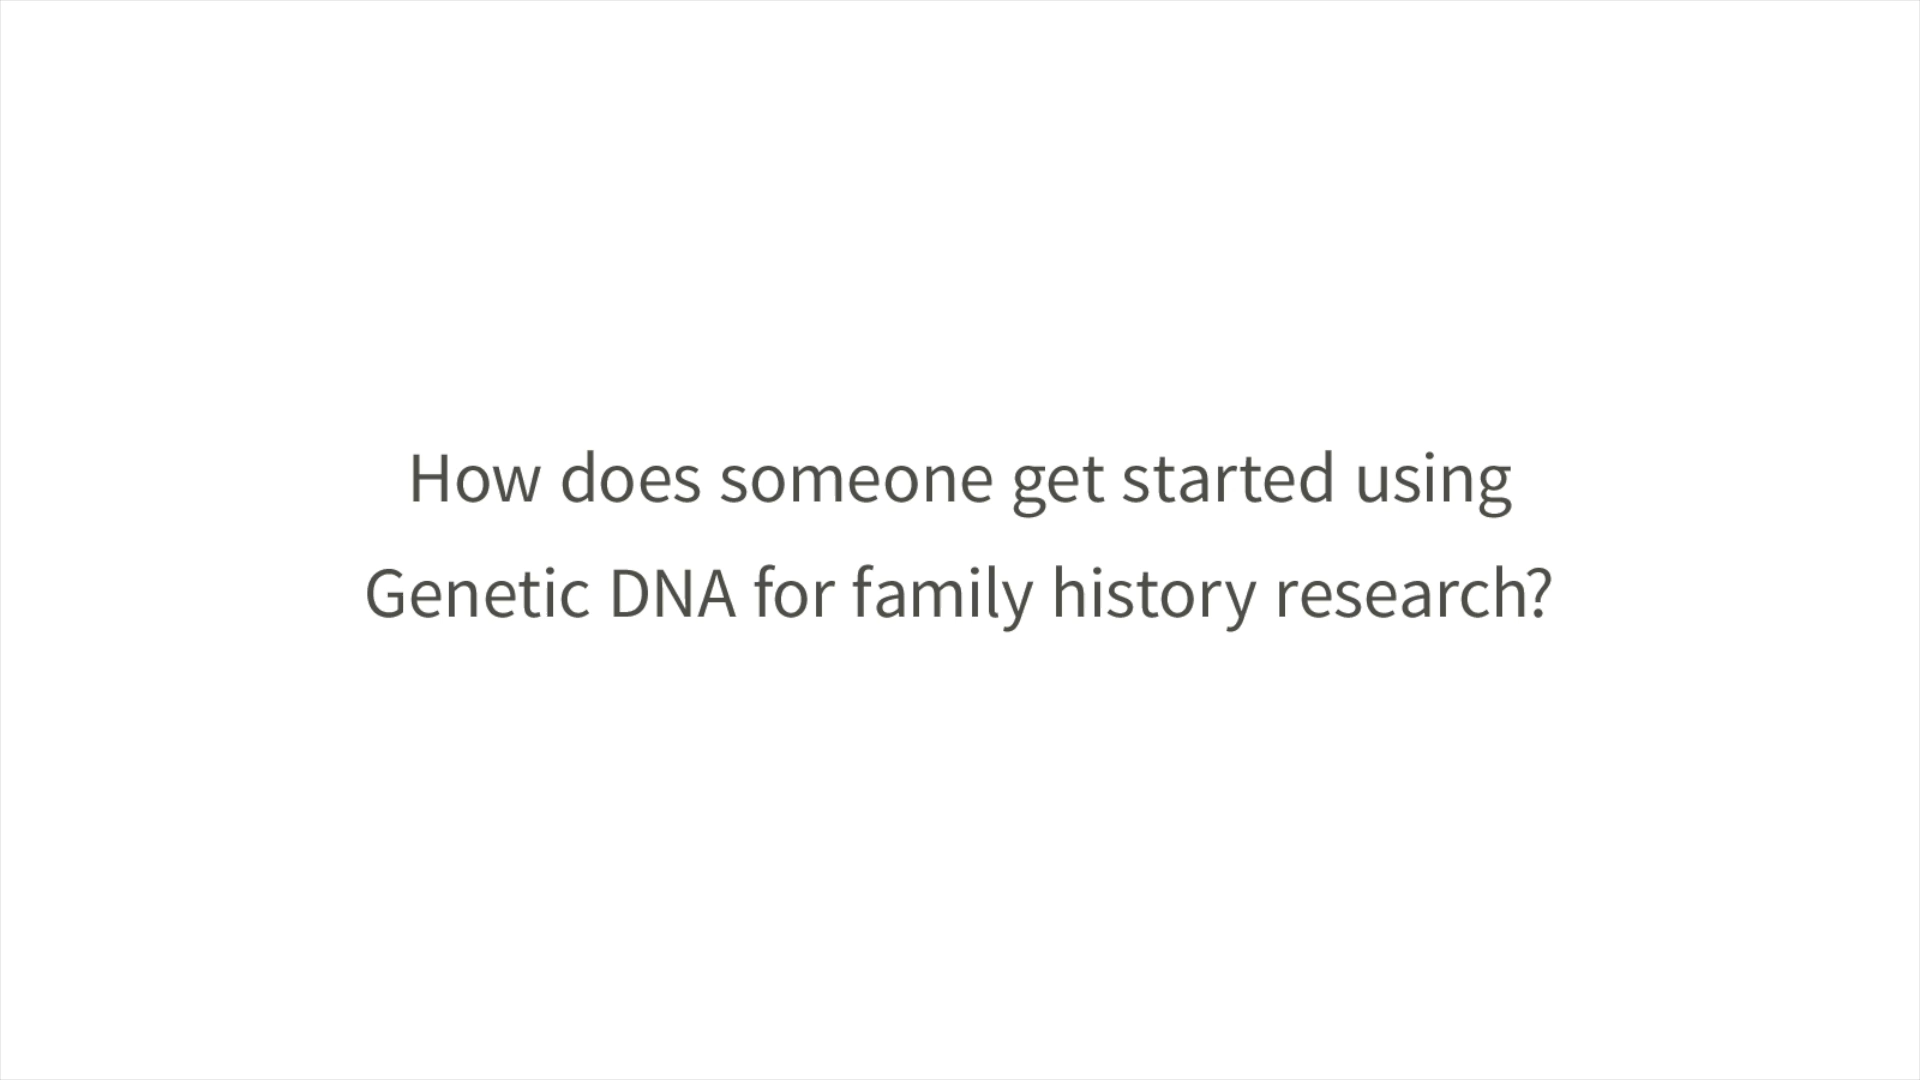 How does someone get started using
Genetic DNA for family history research?